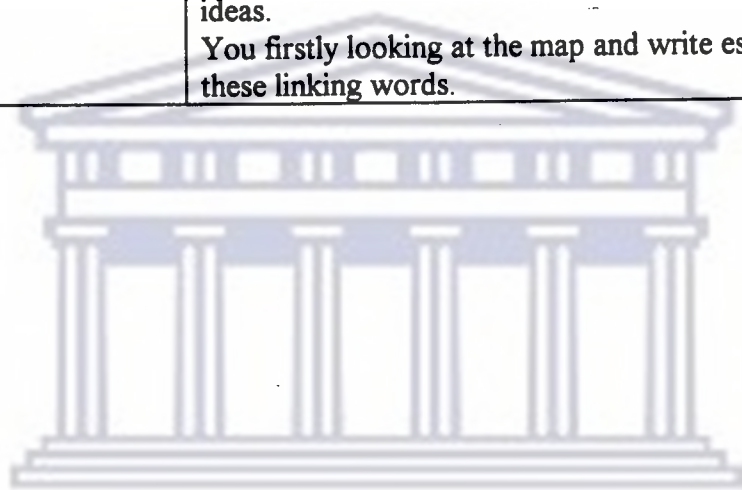 ideas.
You firstly looking at the map and write es
these linking words.